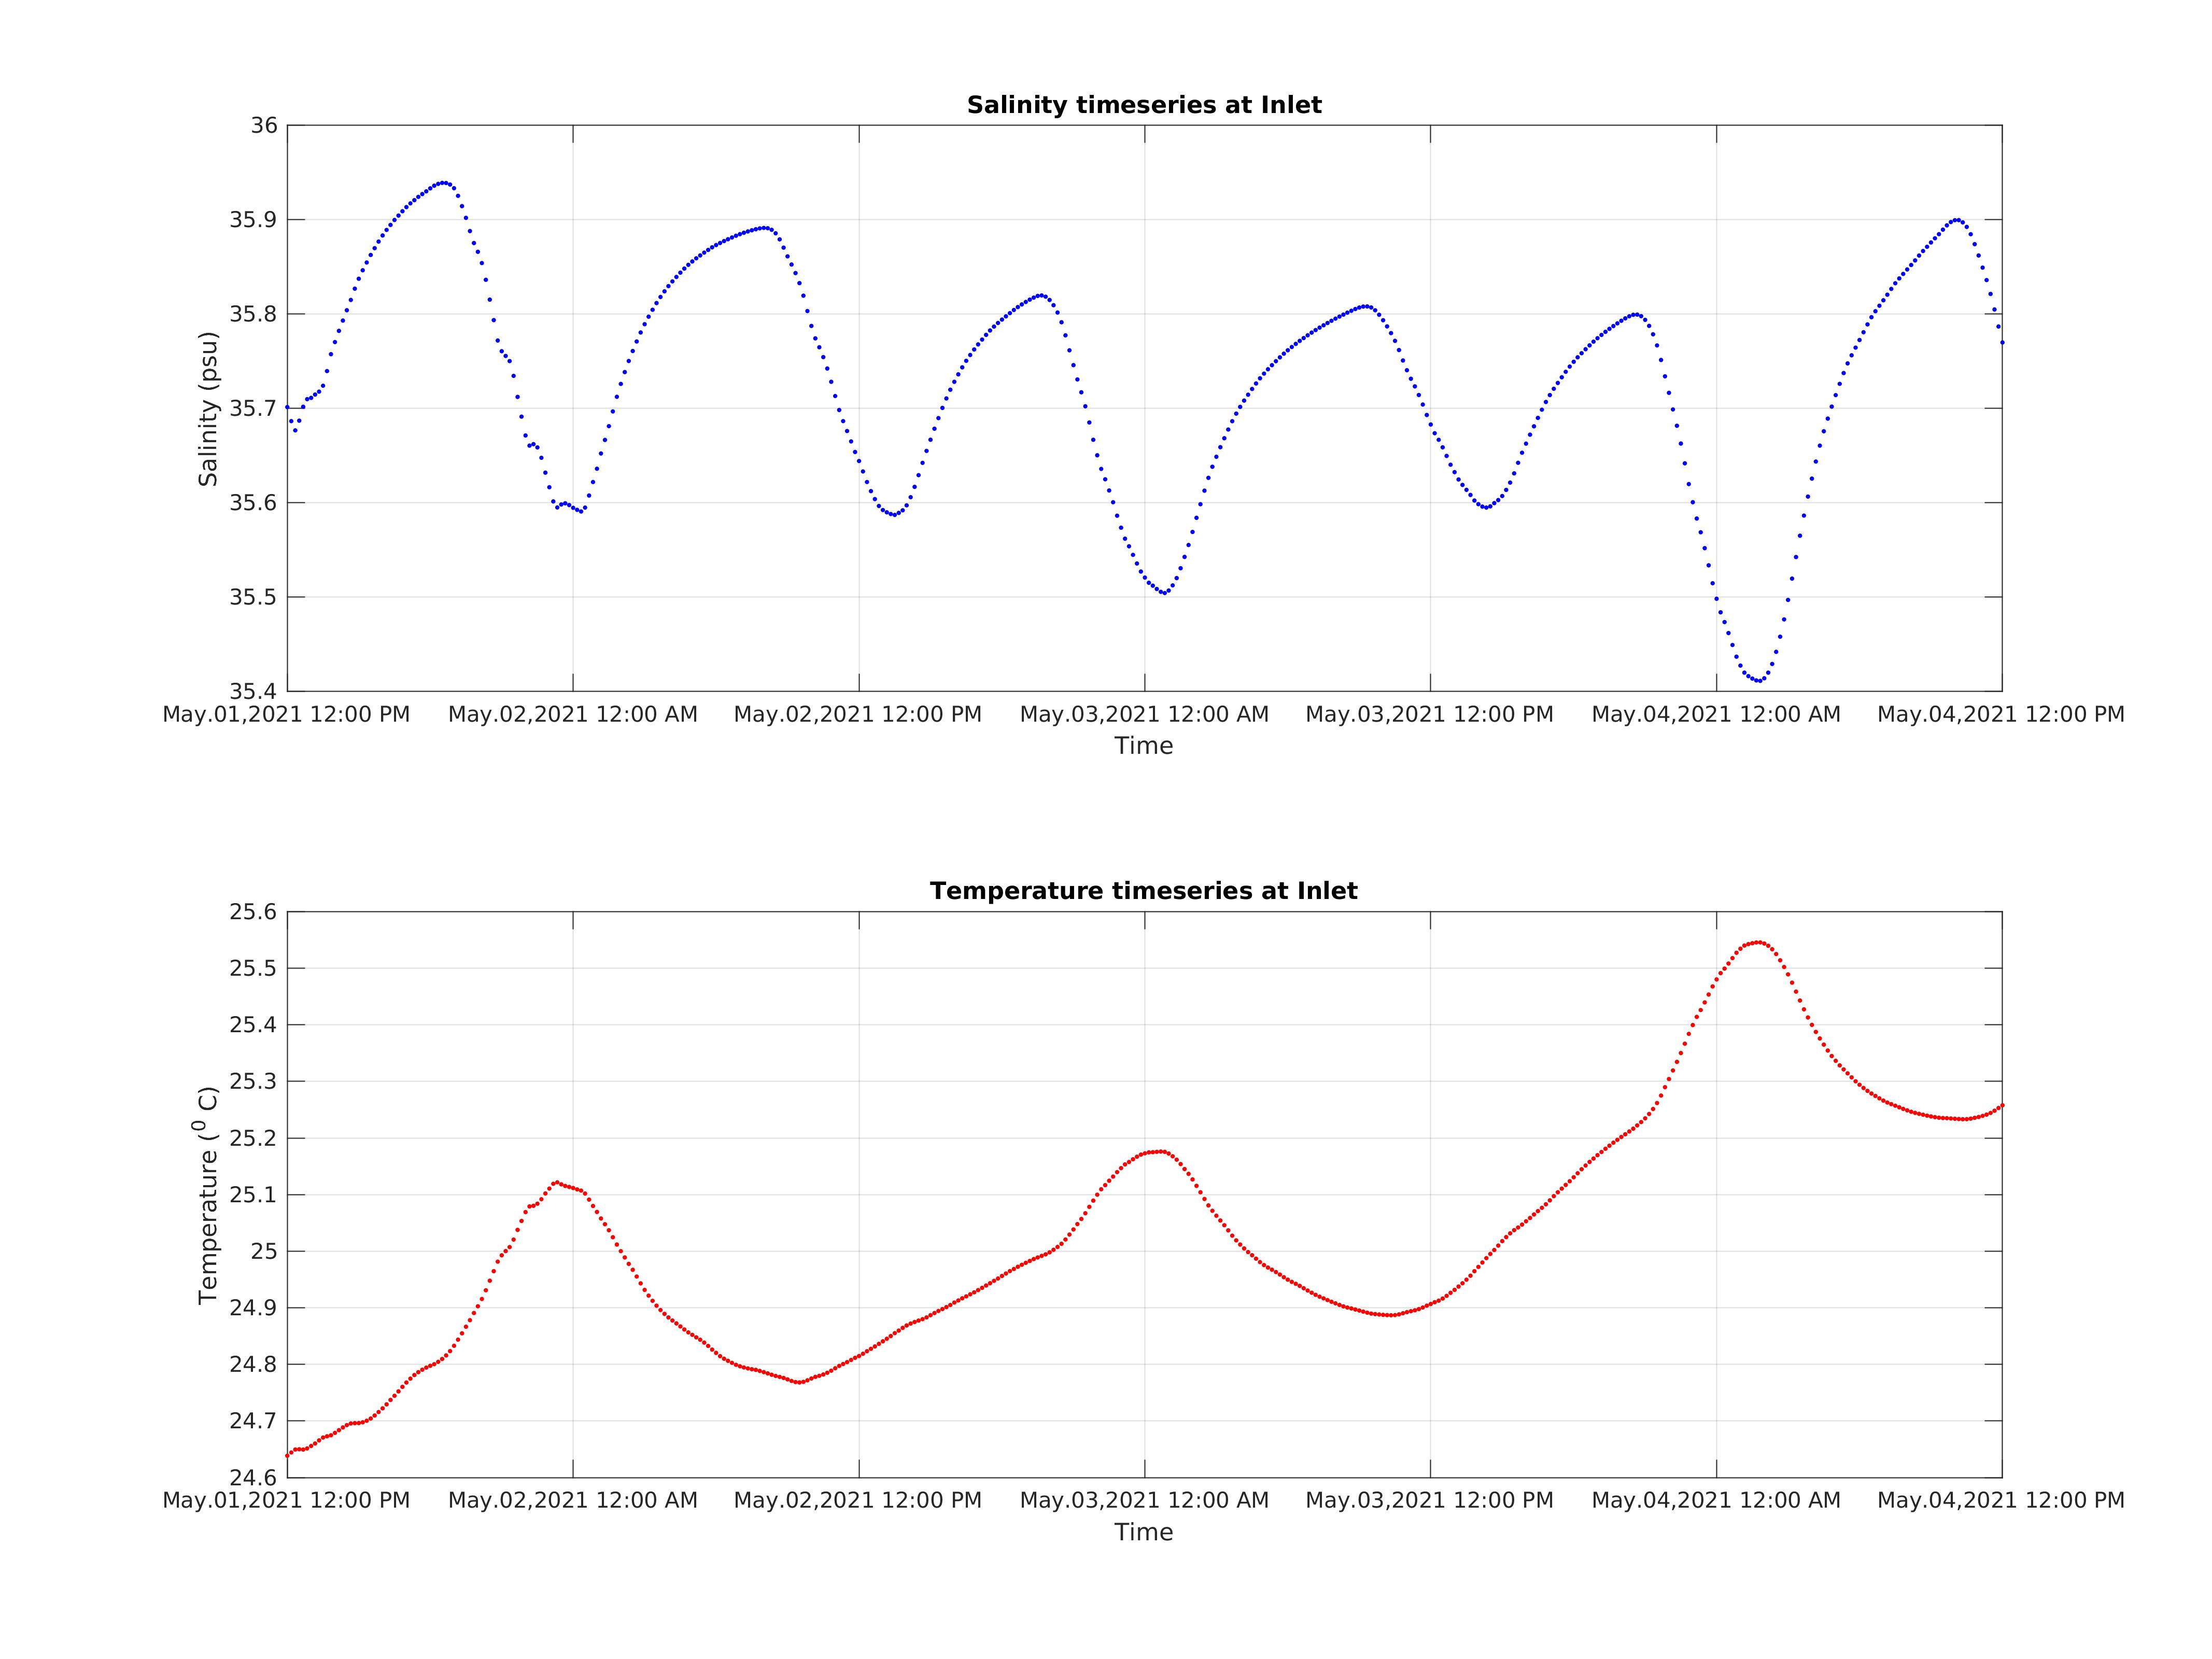 Salinity timeseries at Inlet
36
35.9
35.8
35.7
35.6
35.5
35.4
Salinity (psu)
May.01,2021 12:00 PM May.02,2021 12:00 AM May.02,2021 12:00 PM May.03,2021 12:00 AM May.03,2021 12:00 PM May.04,2021 12:00 AM May.04,2021 12:00 PM
Time
Temperature timeseries at Inlet
25.6
25.5
25.4
25.3
25.2
25.1
25
24.9
24.8
24.7
24.6
Temperature (⁰ C)
May.01,2021 12:00 PM May.02,2021 12:00 AM May.02,2021 12:00 PM May.03,2021 12:00 AM May.03,2021 12:00 PM May.04,2021 12:00 AM May.04,2021 12:00 PM
Time